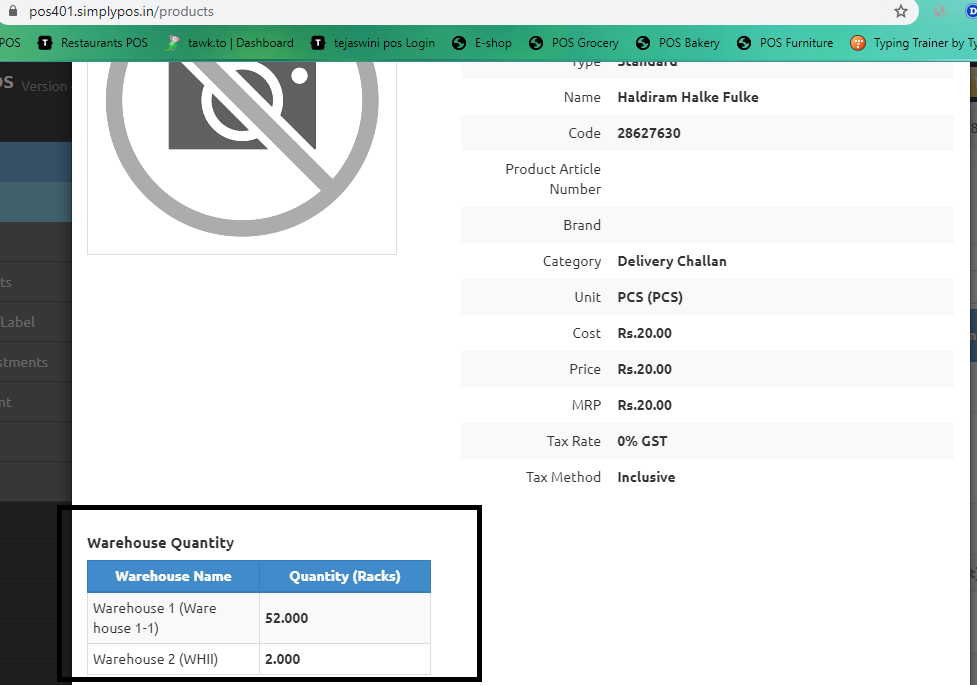 pos401.simplypos.in/products
POS Restaurants POS tawk.to | Dashboard tejaswini pos Login E-shop POS Grocery POS Bakery POS Furniture Typing Trainer by Ty
OS Version
Type Standard
Name Haldiram Halke Fulke
Code 28627630
Product Article
Number
Brand
Category Delivery Challan
Unit PCS (PCS)
ts
Label
Cost Rs.20.00
stments
Price Rs.20.00
nt
MRP Rs.20.00
Tax Rate 0% GST
Tax Method Inclusive
Warehouse Quantity
Warehouse Name Quantity (Racks)
Warehouse 1 (Ware
house 1-1) 52.000
Warehouse 2 (WHII) 2.000